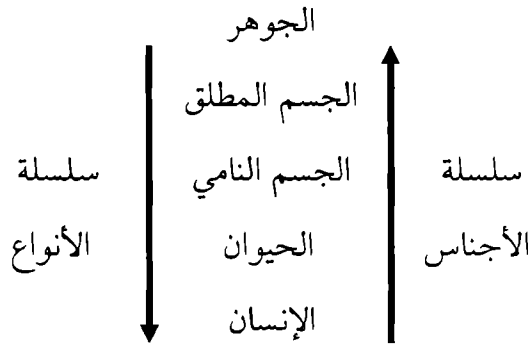 الجوهر
الجسم المطلق
سلسلة الجسم النامي سلسلة
الأجناس الحيوان الأنواع
الإنسان